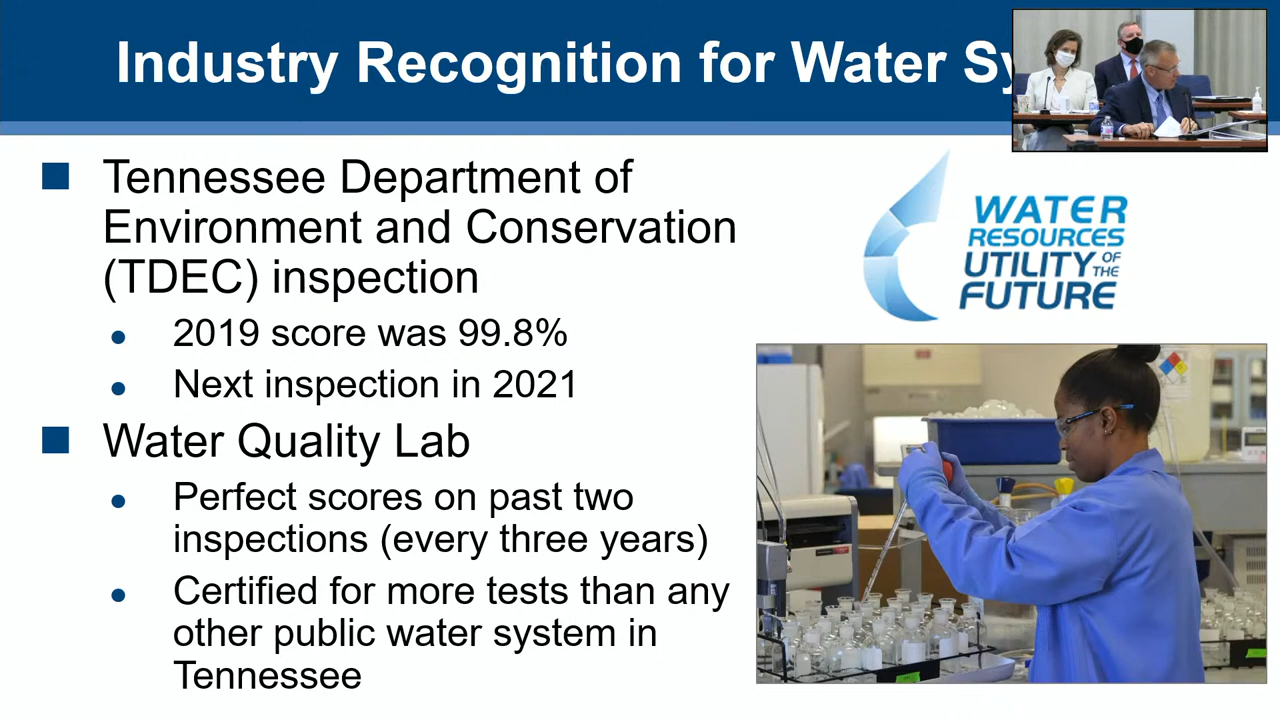 Industry Recognition for Water Sy
Tennessee Department of
Environment and Conservation
(TDEC) inspection
2019 score was 99.8%
Next inspection in 2021
Water Quality Lab
Perfect scores on past two
inspections (every three years)
Certified for more tests than any
other public water system in
Tennessee
WATER
RESOURCES
UTILITY OF THE
FUTURE